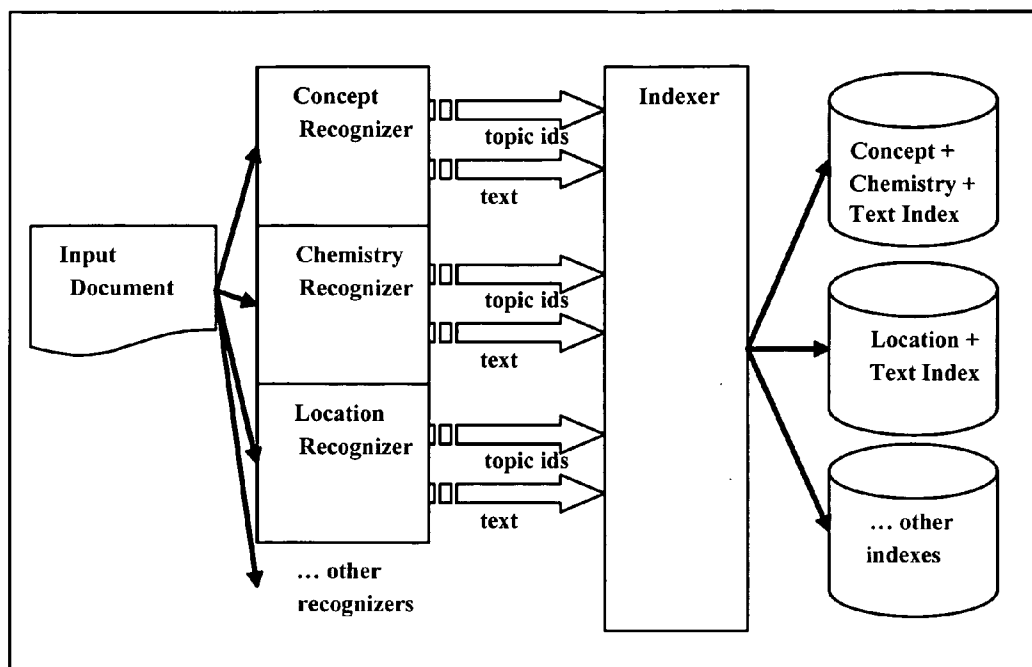 Input
Document
Concept
Recognizer
topic ids
text
Chemistry
Recognizer
topic ids
text
Location
Recognizer
topic ids
text
... other
recognizers
Indexer
Concept +
Chemistry +
Text Index
Location +
Text Index
... other
indexes